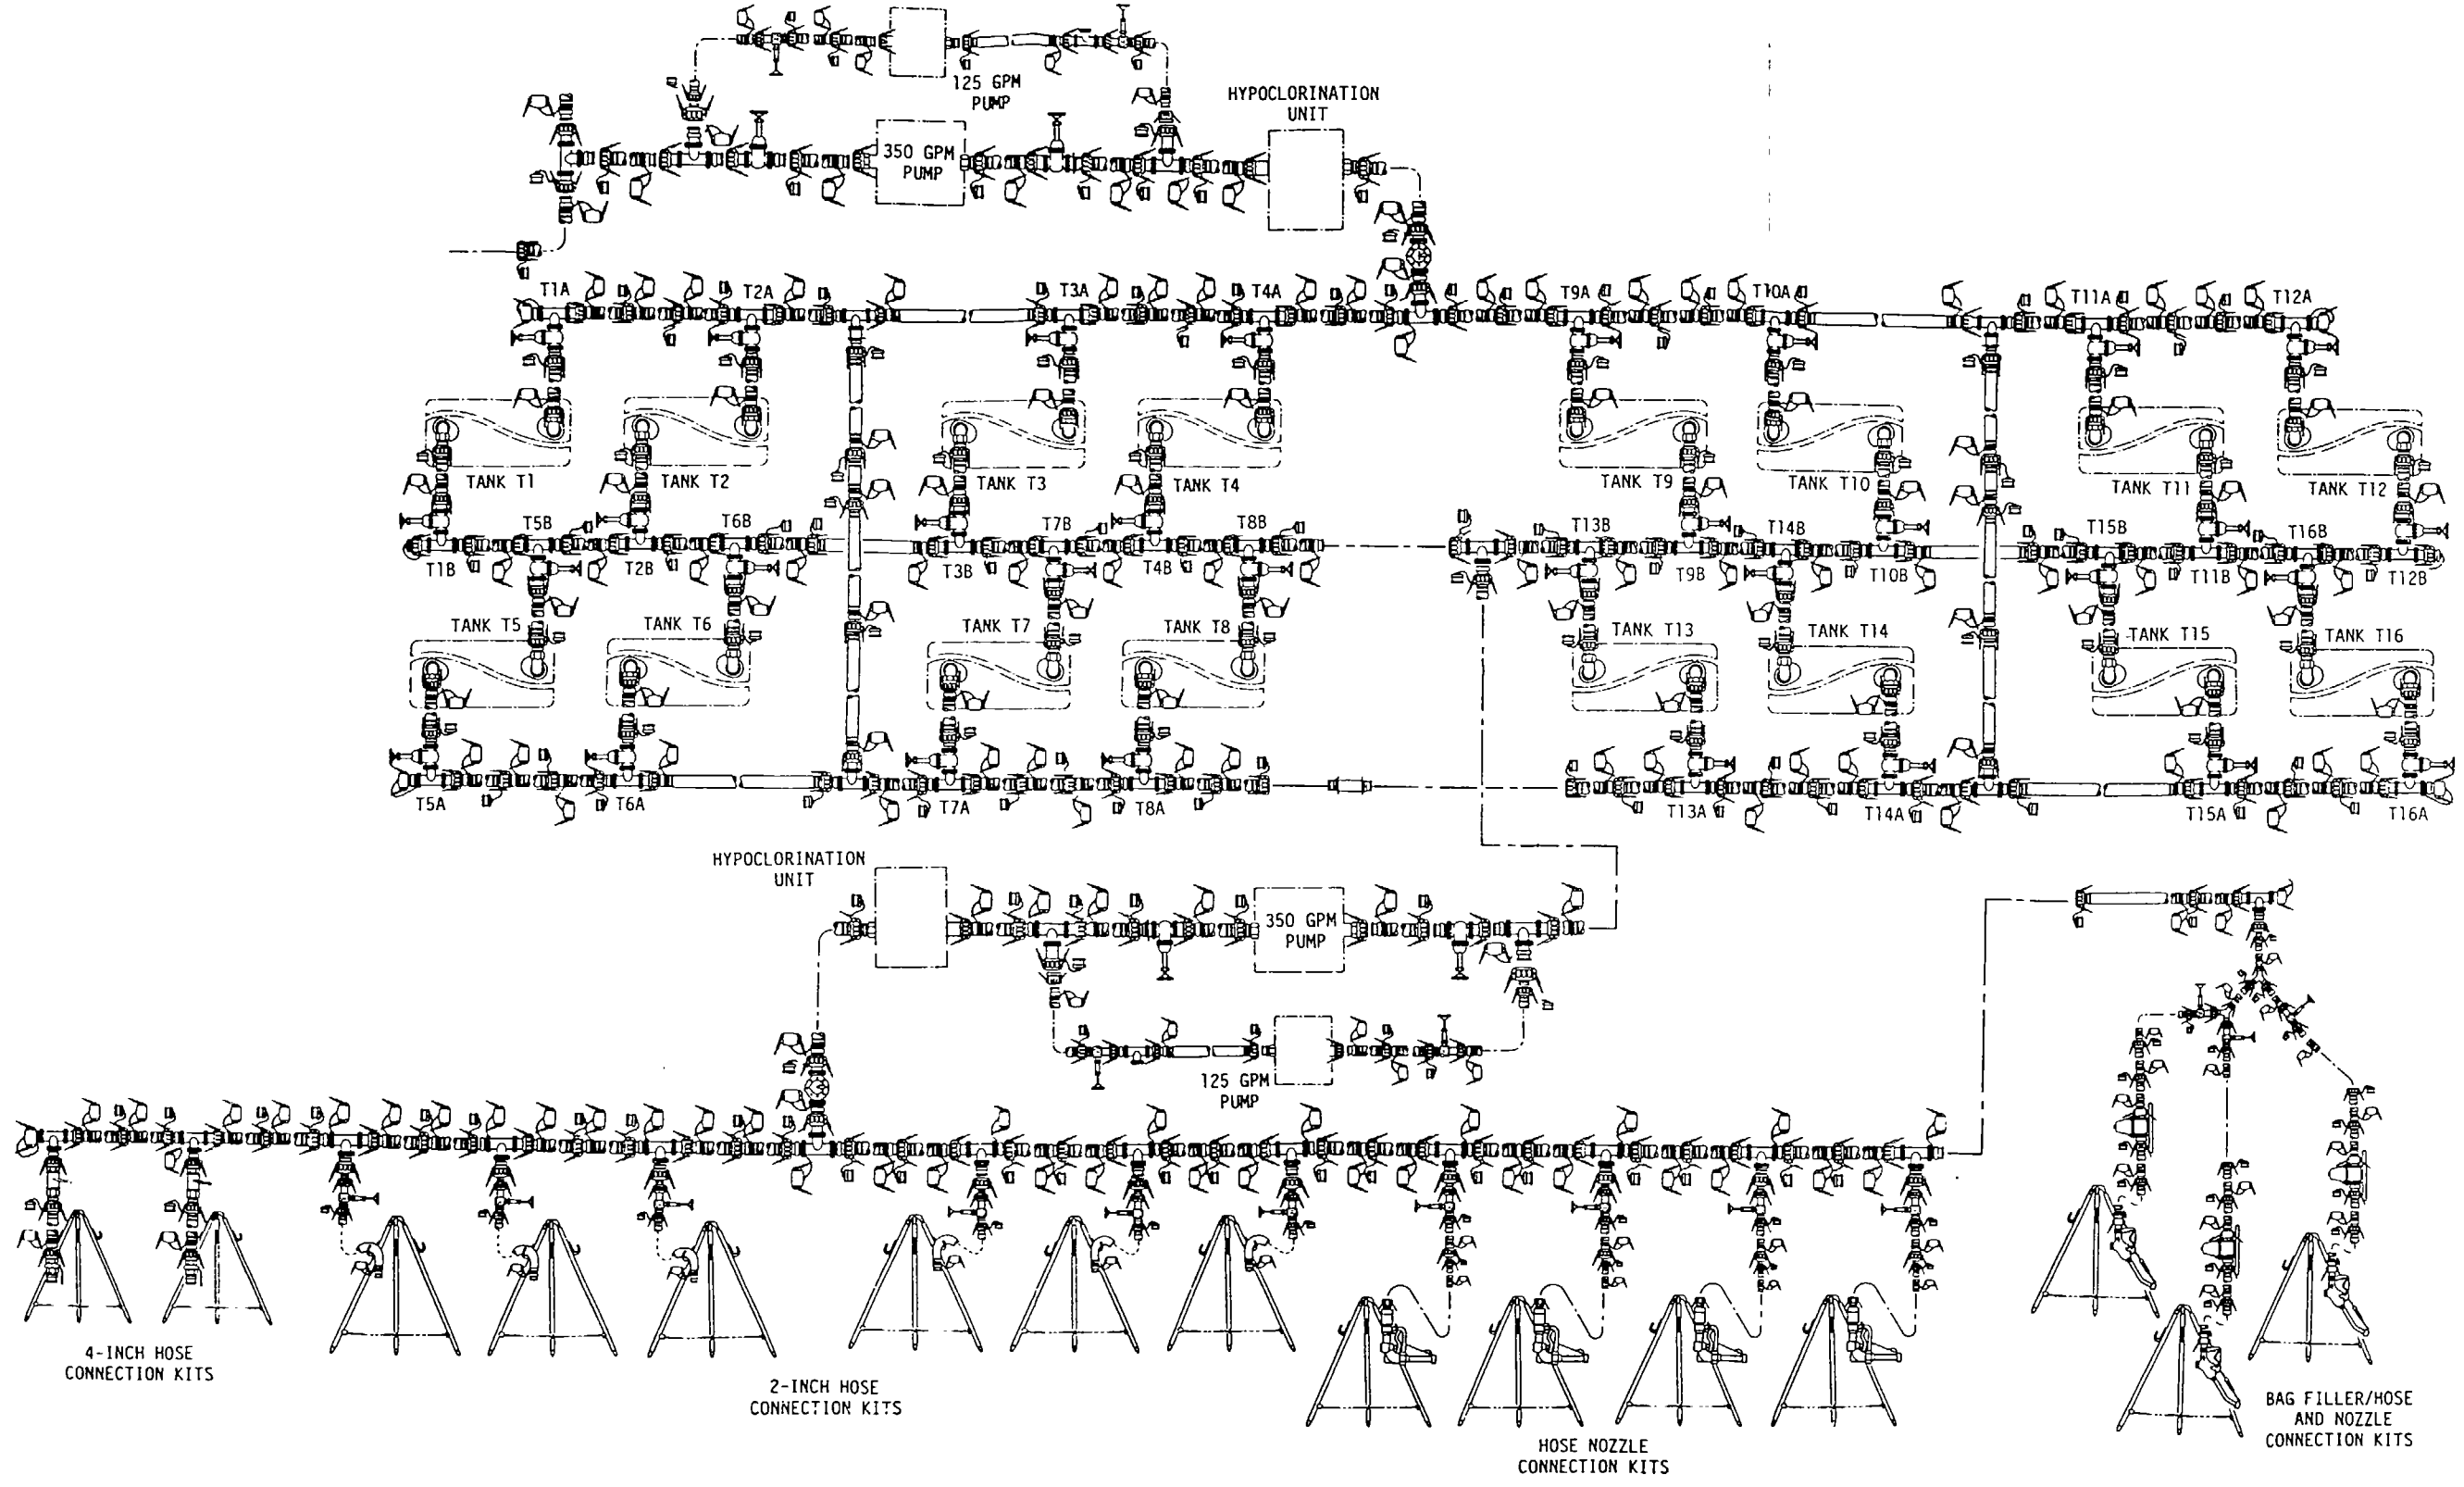 125 GPM
PUMP
HYPOCLORINATION
UNIT
350 GPM
PUMP
T1A
T2A
T3A
T4A
T9A
T10A
T11A
T12A
TANK T1
TANK T2
TANK T3
TANK T4
TANK T9
TANK T10
TANK T11
TANK T12
T5B
T6B
T7B
T8B
T13B
T14B
T15B
T16B
T1B
T2B
T3B
T4B
T9B
T10B
T11B
T12B
TANK T5
TANK T6
TANK T7
TANK T8
TANK T13
TANK T14
TANK T15
TANK T16
T5A
T6A
T7A
T8A
T13A
T14A
T15A
T16A
HYPOCLORINATION
UNIT
350 GPM
PUMP
125 GPM
PUMP
4-INCH HOSE
CONNECTION KITS
2-INCH HOSE
CONNECTION KITS
HOSE NOZZLE
CONNECTION KITS
BAG FILLER/HOSE
AND NOZZLE
CONNECTION KITS